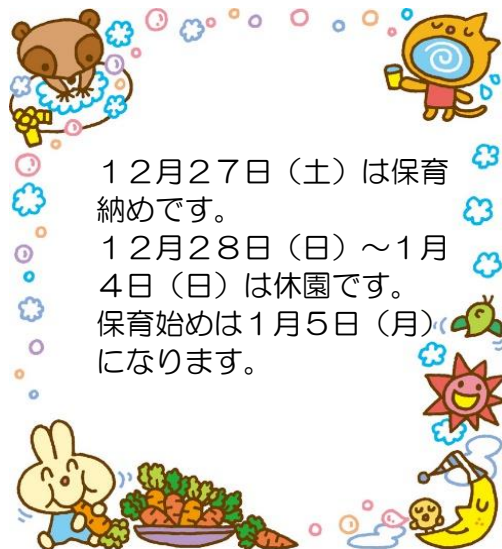 １２月２７日（土）は保育
納めです。
１２月２８日（日）～１月
４日（日）は休園です。
保育始めは１月５日（月）
になります。